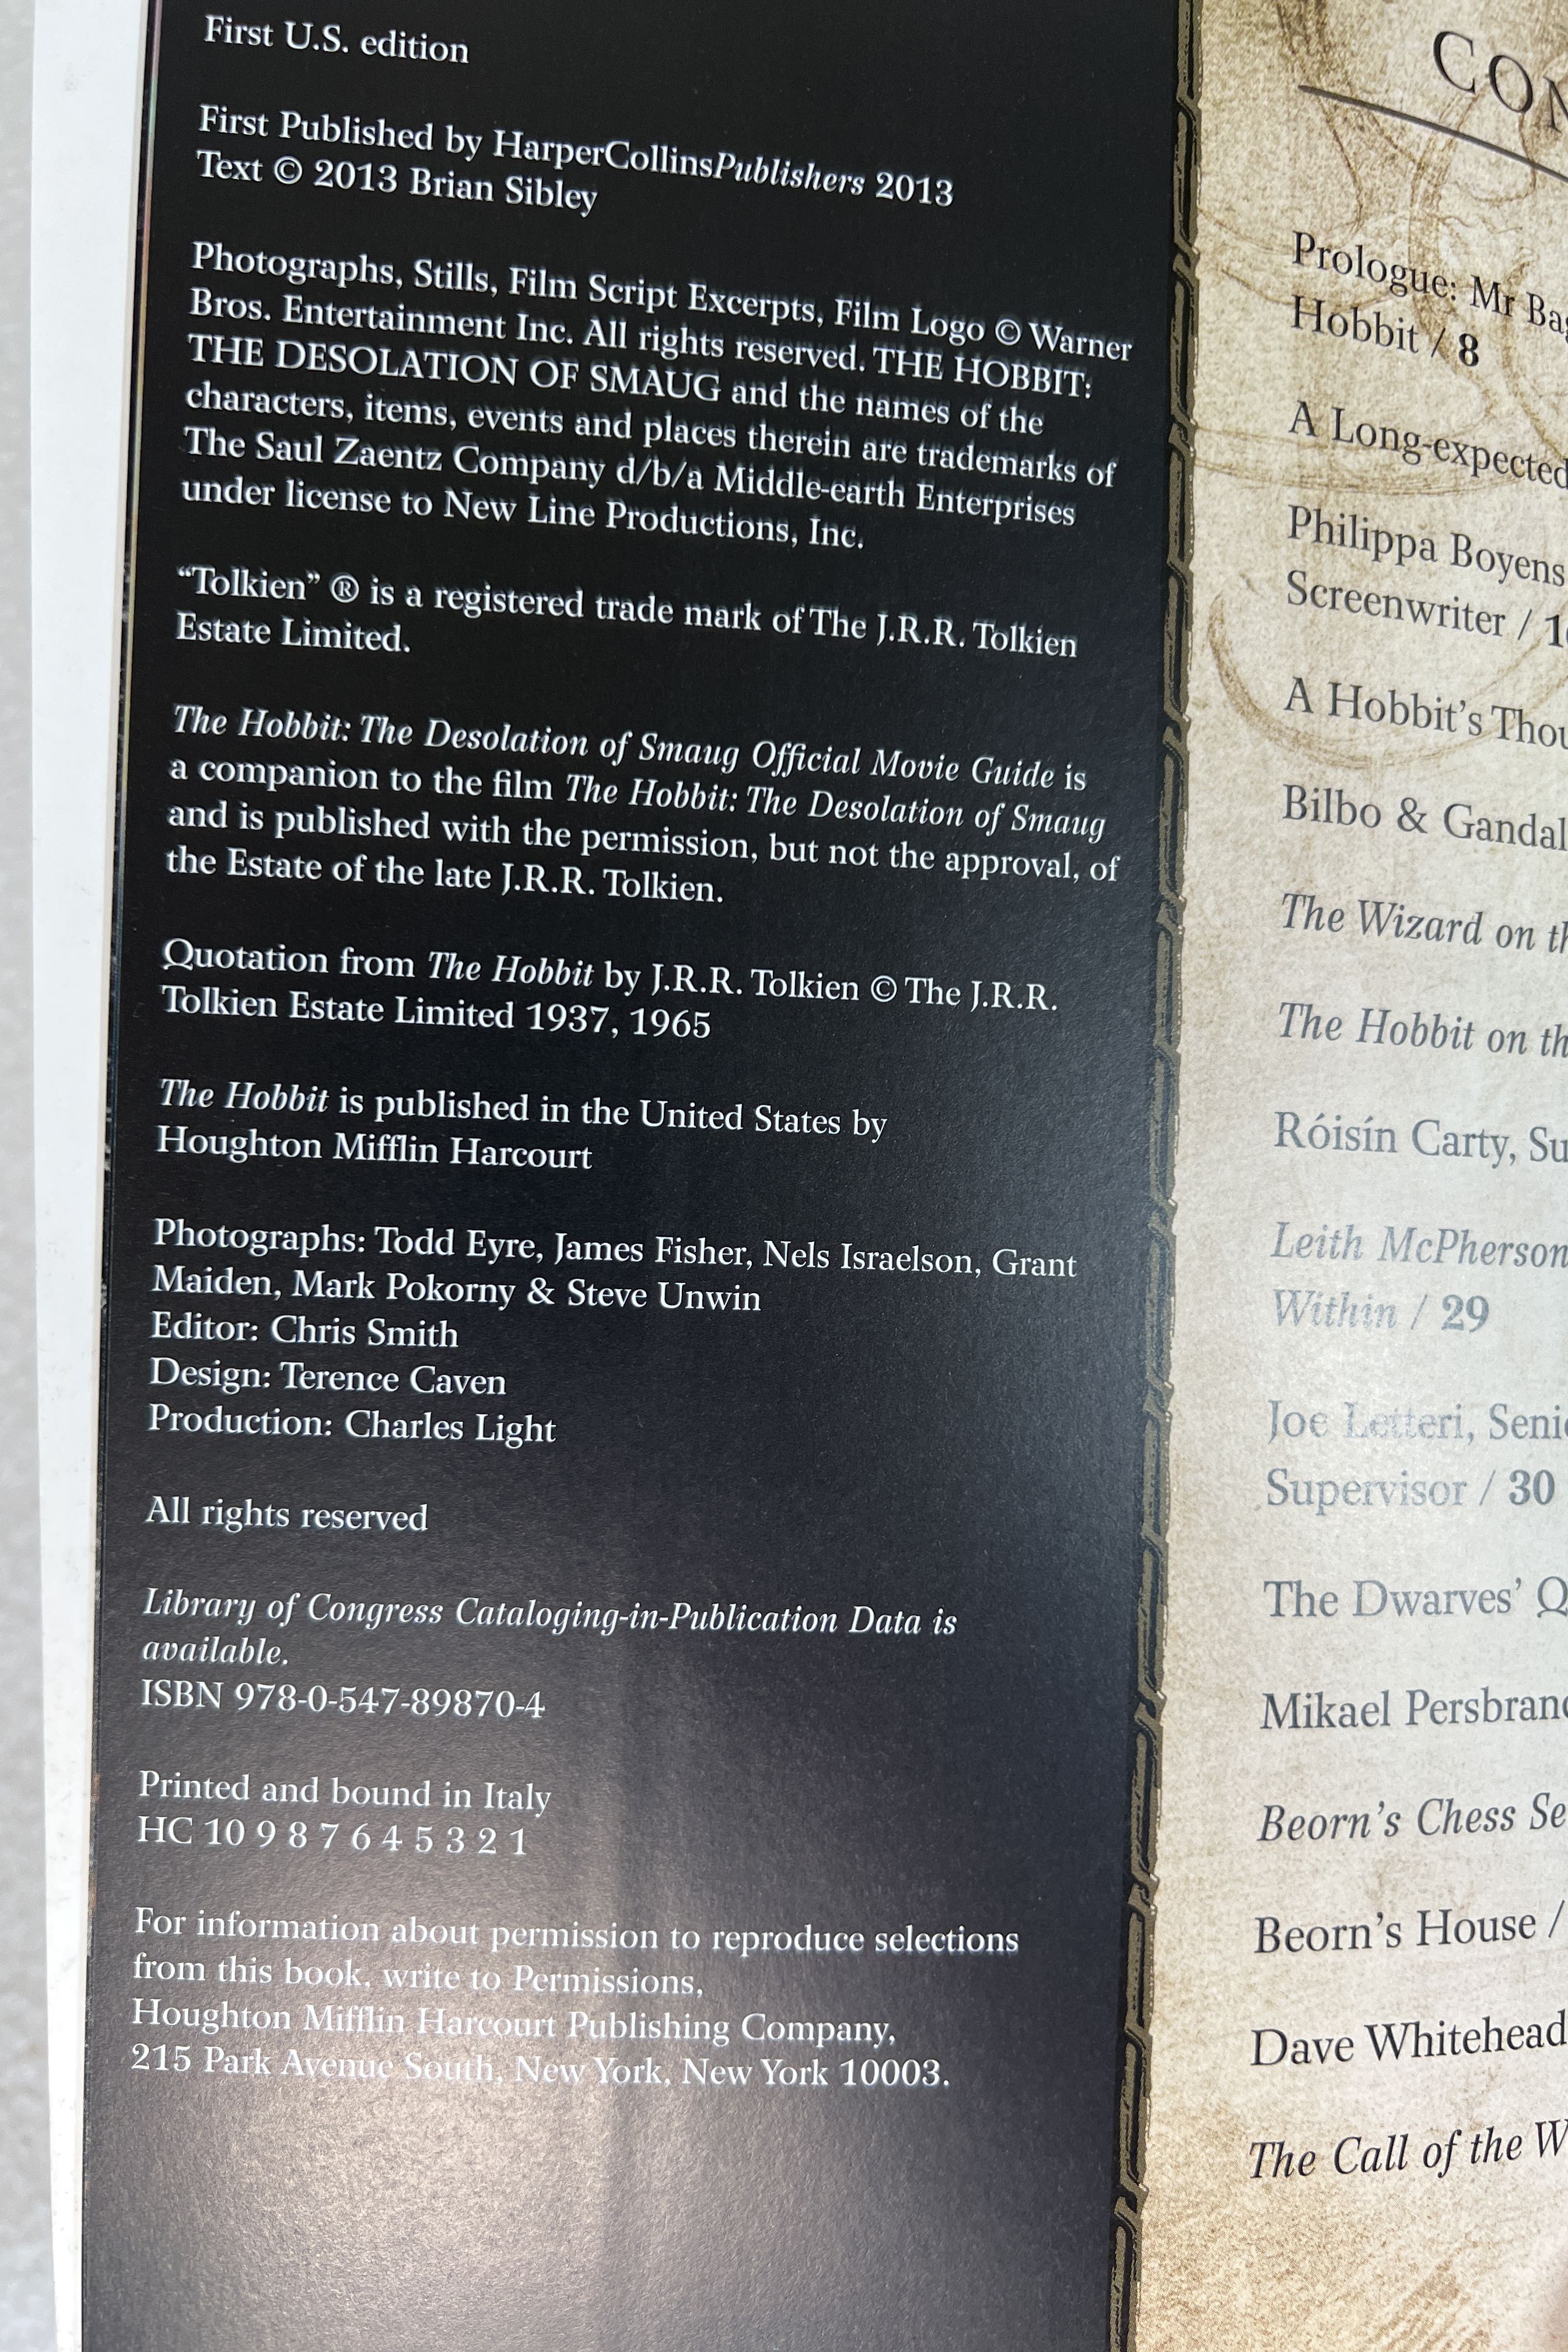 First U.S. edition
First Published by HarperCollinsPublishers 2013
Text © 2013 Brian Sibley
Photographs, Stills, Film Script Excerpts, Film Logo © Warner
Bros. Entertainment Inc. All rights reserved. THE HOBBIT:
THE DESOLATION OF SMAUG and the names of the
characters, items, events and places therein are trademarks of
The Saul Zaentz Company d/b/a Middle-earth Enterprises
under license to New Line Productions, Inc.
“Tolkien” ® is a registered trade mark of The J.R.R. Tolkien
Estate Limited.
The Hobbit: The Desolation of Smaug Official Movie Guide is
a companion to the film The Hobbit: The Desolation of Smaug
and is published with the permission, but not the approval, of
the Estate of the late J.R.R. Tolkien.
Quotation from The Hobbit by J.R.R. Tolkien © The J.R.R.
Tolkien Estate Limited 1937, 1965
The Hobbit is published in the United States by
Houghton Mifflin Harcourt
Photographs: Todd Eyre, James Fisher, Nels Israelson, Grant
Maiden, Mark Pokorny & Steve Unwin
Editor: Chris Smith
Design: Terence Caven
Production: Charles Light
All rights reserved
Library of Congress Cataloging-in-Publication Data is
available.
ISBN 978-0-547-89870-4
Printed and bound in Italy
HC 10 9 8 7 6 4 5 3 2 1
For information about permission to reproduce selections
from this book, write to Permissions,
Houghton Mifflin Harcourt Publishing Company,
215 Park Avenue South, New York, New York 10003.
Prologue: Mr
Hobbit / 8
A Long-expected
Philippa Boyens
Screenwriter /
A Hobbit’s
Bilbo &
The Wizard on
The Hobbit on
Róisín Carty,
Leith McPherson
Within / 29
Joe Letteri,
Supervisor / 30
The Dwarves’
Mikael
Beorn’s Chess
Beorn’s House /
Dave Whitehead
The Call of the